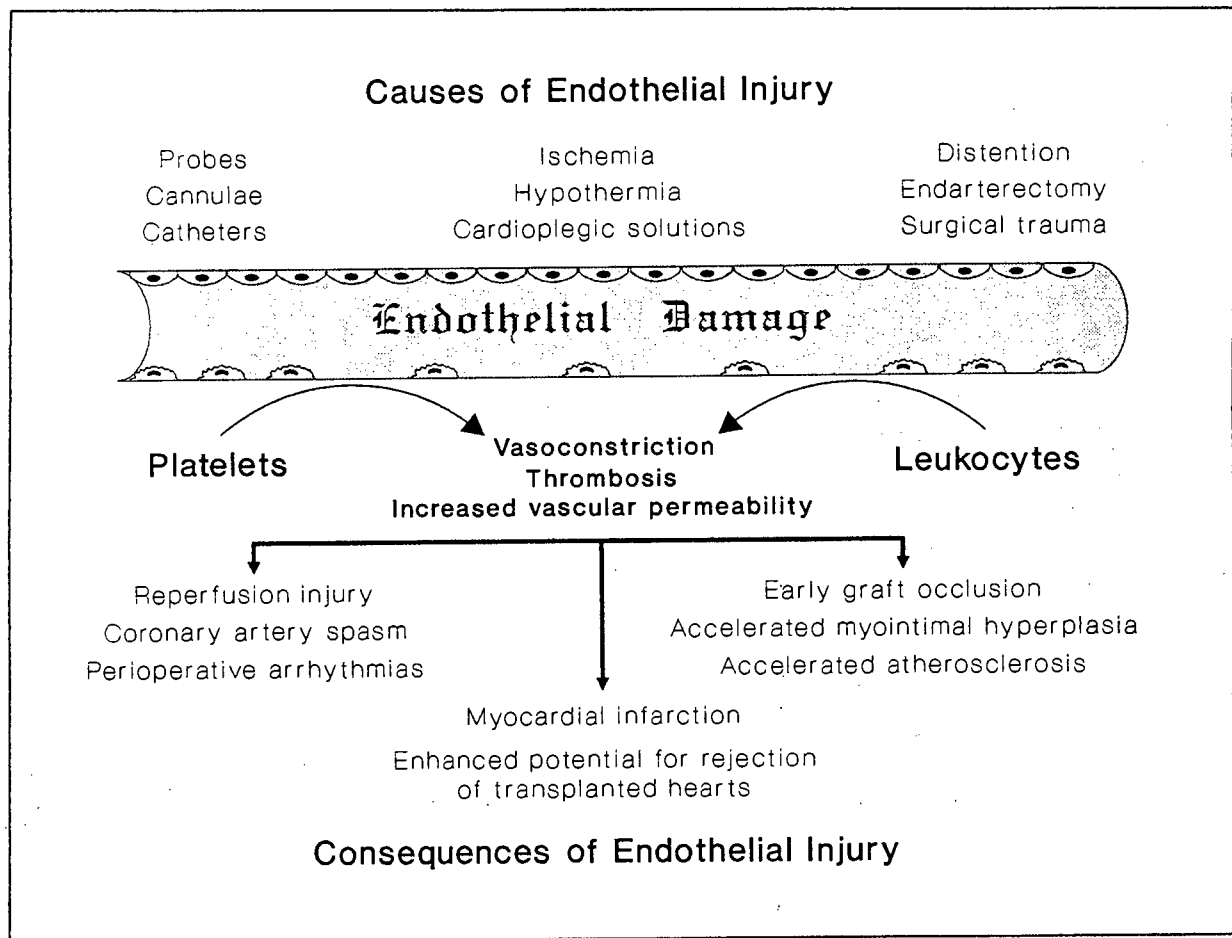 Causes of Endothelial Injury
Probes
Cannulae
Catheters
Ischemia
Hypothermia
Cardioplegic solutions
Distention
Endarterectomy
Surgical trauma
Endothelial Damage
Platelets
Vasoconstriction
Thrombosis
Increased vascular permeability
Leukocytes
Reperfusion injury
Coronary artery spasm
Perioperative arrhythmias
Myocardial infarction
Enhanced potential for rejection
of transplanted hearts
Early graft occlusion
Accelerated myointimal hyperplasia
Accelerated atherosclerosis
Consequences of Endothelial Injury